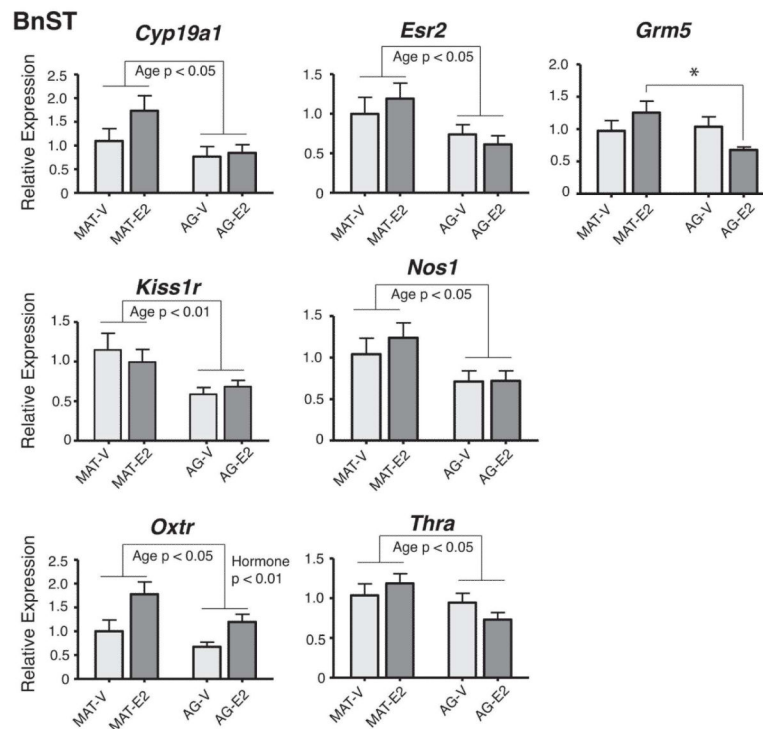 BnST
Cyp19a1
Esr2
Grm5
Relative Expression
2.5
2.0
1.5
1.0
0.5
0
Age p < 0.05
MAT-V
MAT-E2
AG-V
AG-E2
1.5
1.0
0.5
0
Age p < 0.05
MAT-V
MAT-E2
AG-V
AG-E2
2.0
1.5
1.0
0.5
0
*
MAT-V
MAT-E2
AG-V
AG-E2
Kiss1r
Nos1
Relative Expression
1.5
1.0
0.5
0
Age p < 0.01
MAT-V
MAT-E2
AG-V
AG-E2
1.5
1.0
0.5
0
Age p < 0.05
MAT-V
MAT-E2
AG-V
AG-E2
Oxtr
Thra
Relative Expression
2.5
2.0
1.5
1.0
0.5
0
Age p < 0.05
Hormone
p < 0.01
MAT-V
MAT-E2
AG-V
AG-E2
1.5
1.0
0.5
0
Age p < 0.05
MAT-V
MAT-E2
AG-V
AG-E2